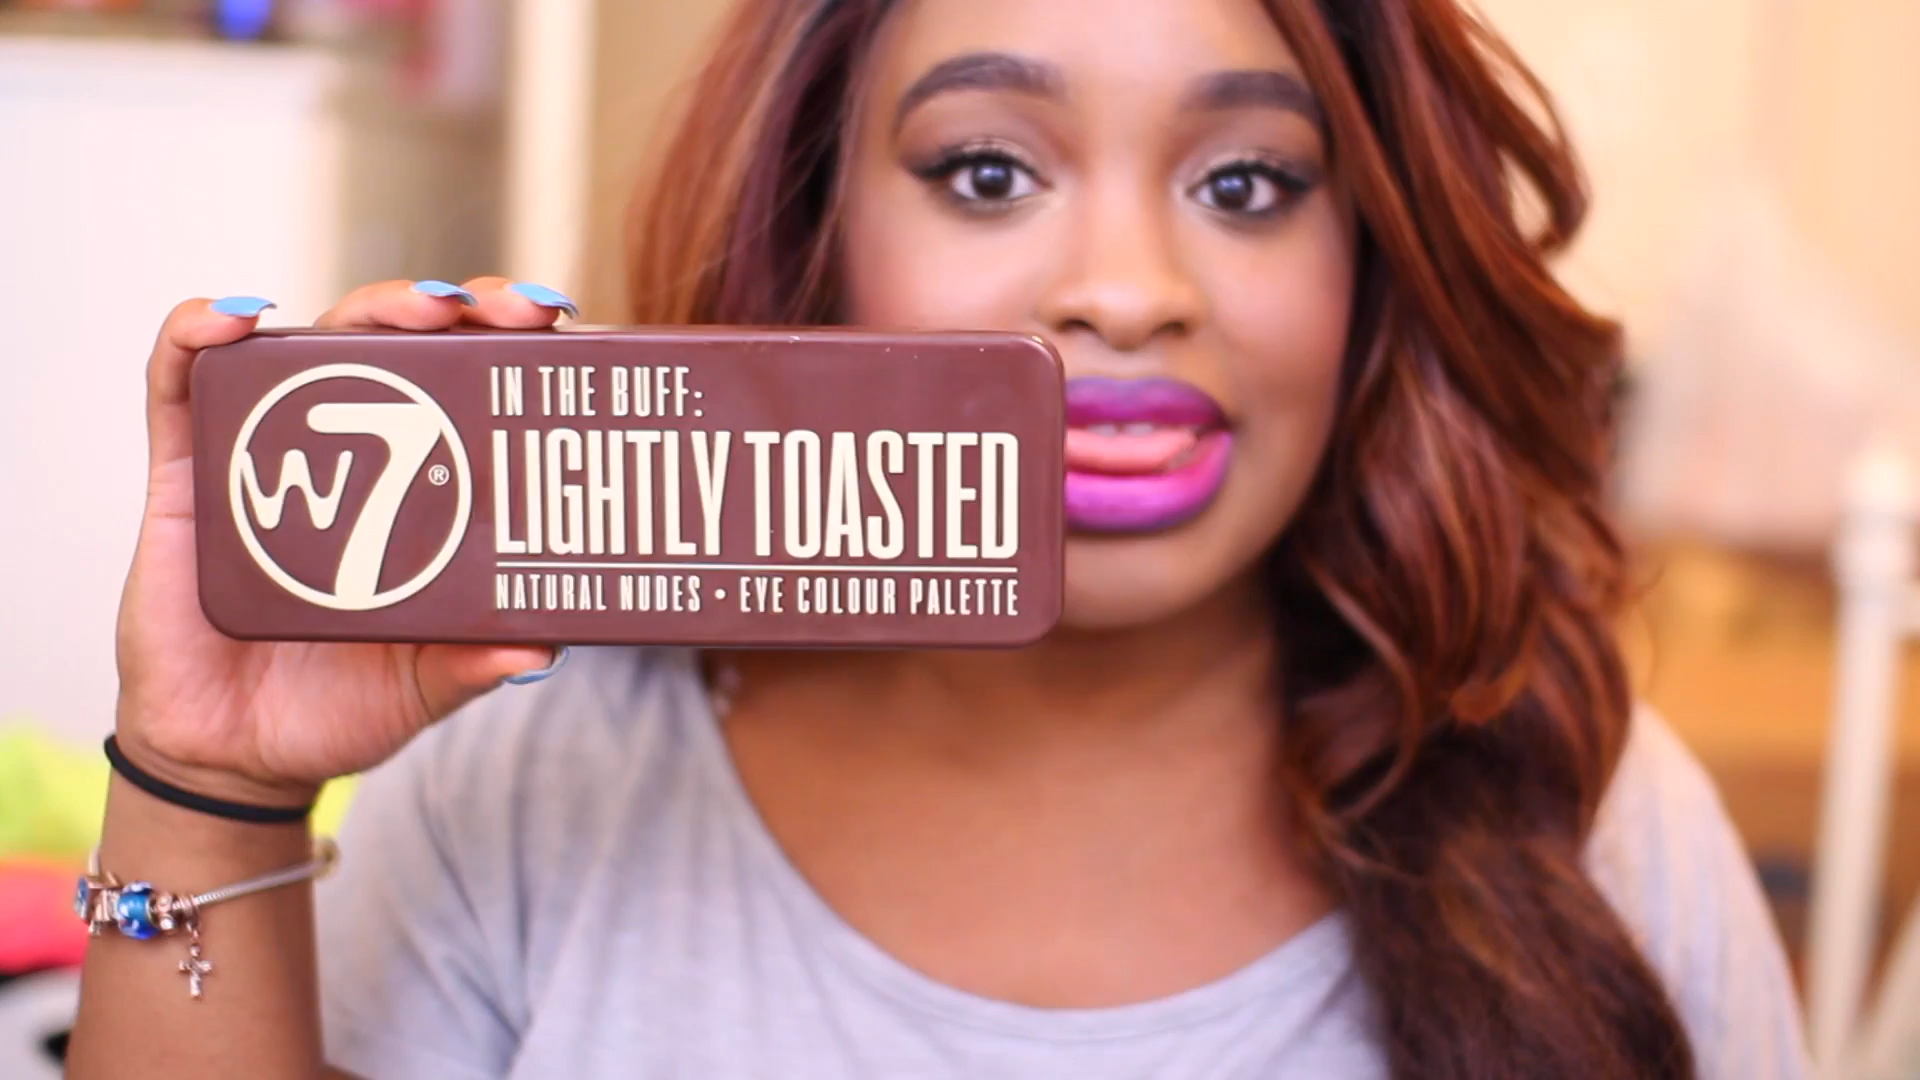 W7®
IN THE BUFF:
LIGHTLY TOASTED
NATURAL NUDES • EYE COLOUR PALETTE